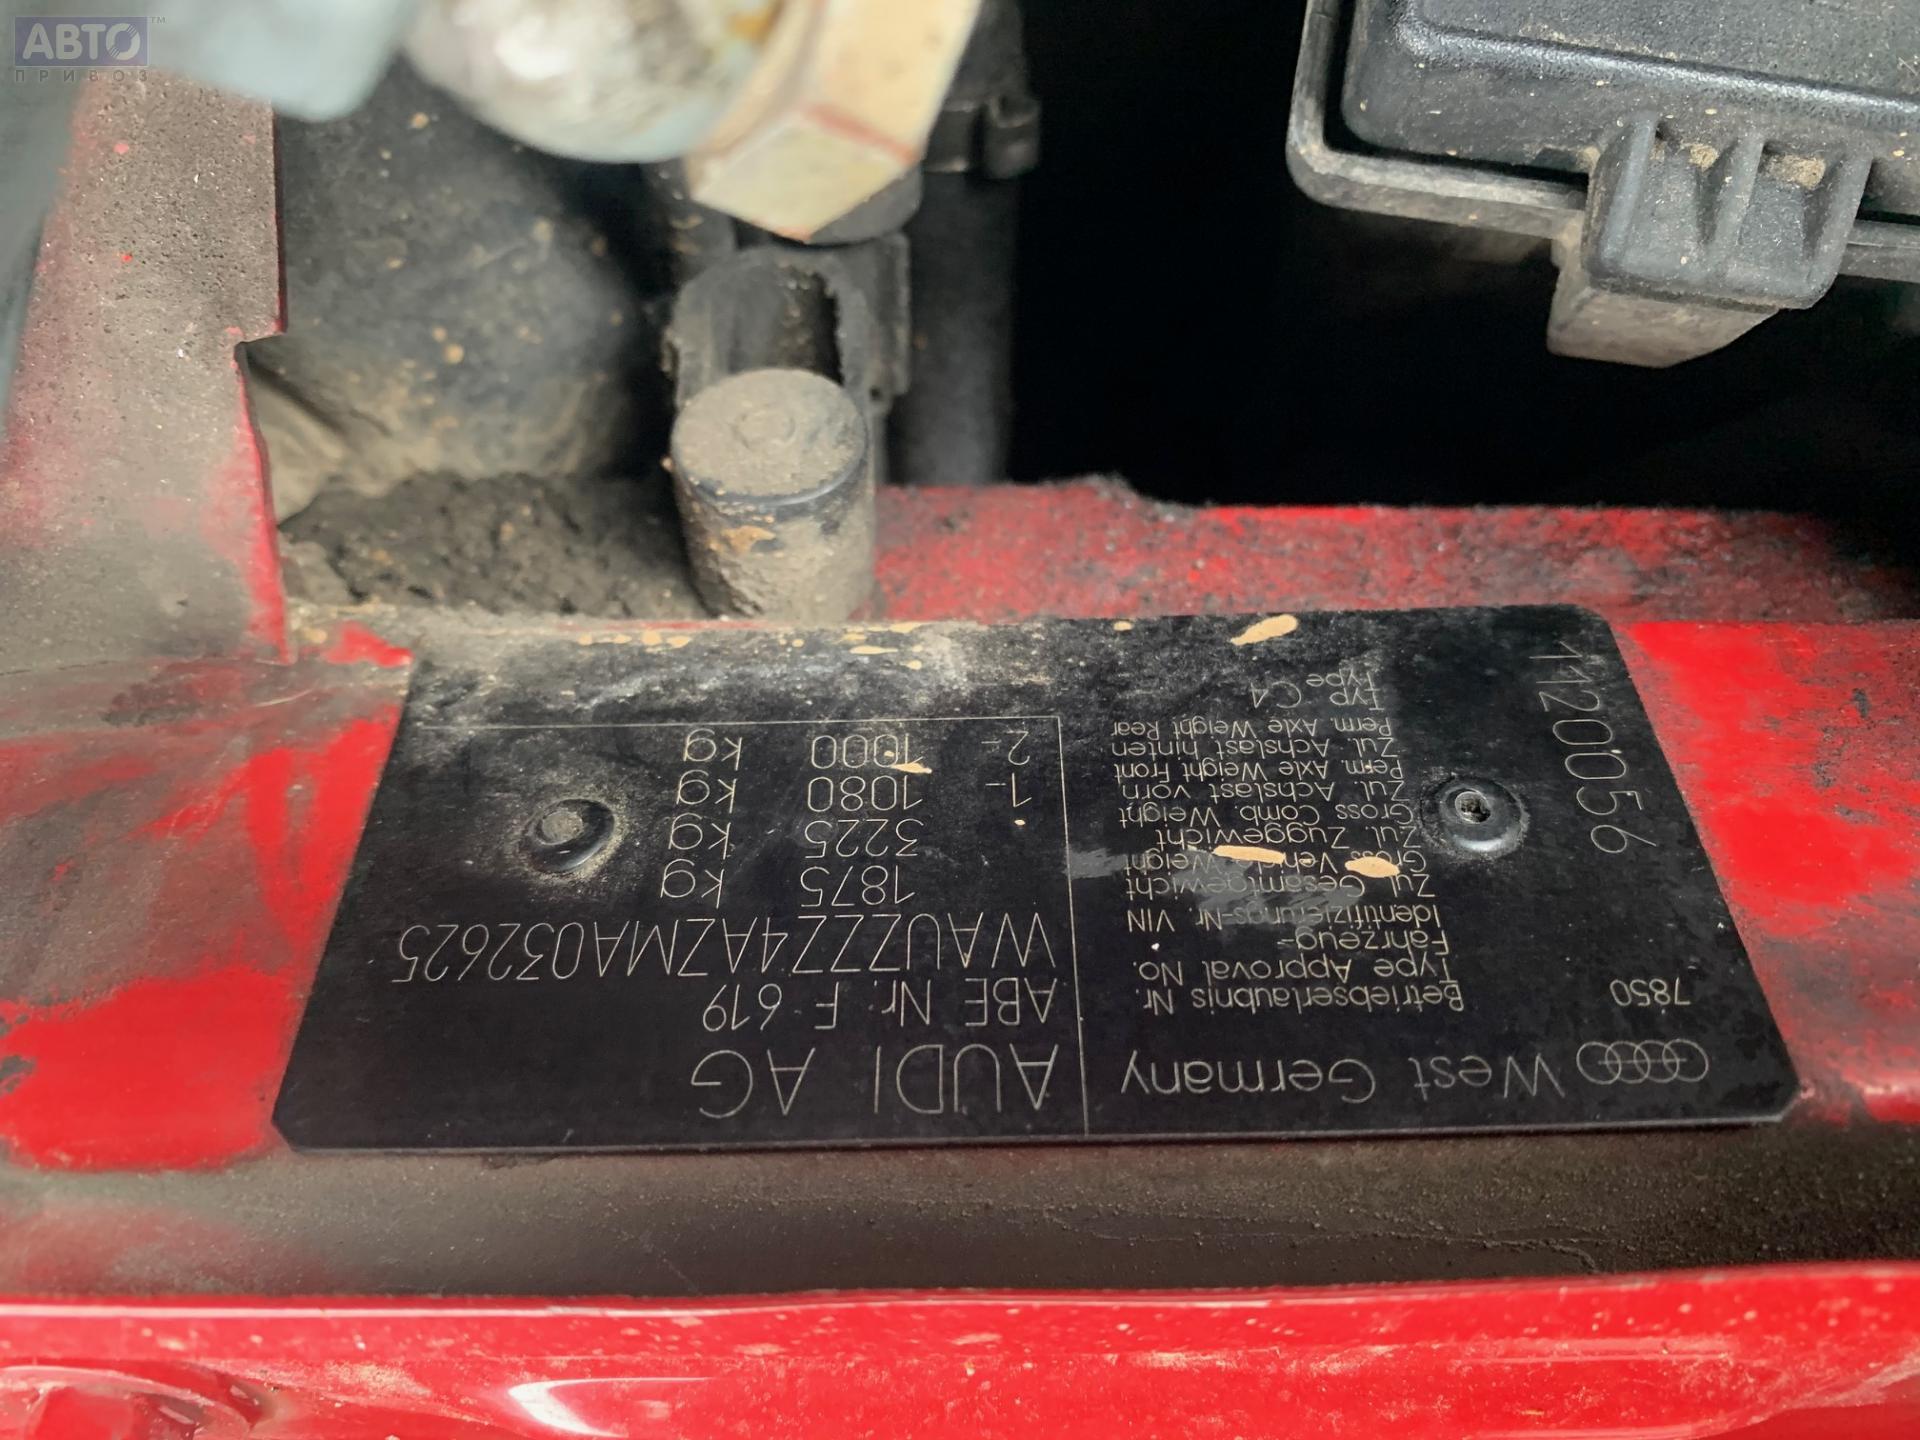 АВТО™
ПРИВОЗ
West Germany AUDI AG
7850
Betriebserlaubnis Nr. ABE Nr. F 619
Type Approval No.
Fahrzeug-
Identifizierungs-Nr. VIN WAUZZZ4AZMA032625
Zul. Gesamtgewicht 1875 kg
Gross Vehic Weight
Zul. Zuggewicht 3225 kg
Gross Comb. Weight
Zul. Achslast vorn 1- 1080 kg
Perm. Axle Weight Front
Zul. Achslast hinten 2- 1000 kg
Perm. Axle Weight Rear
Typ C4
Type
1120056